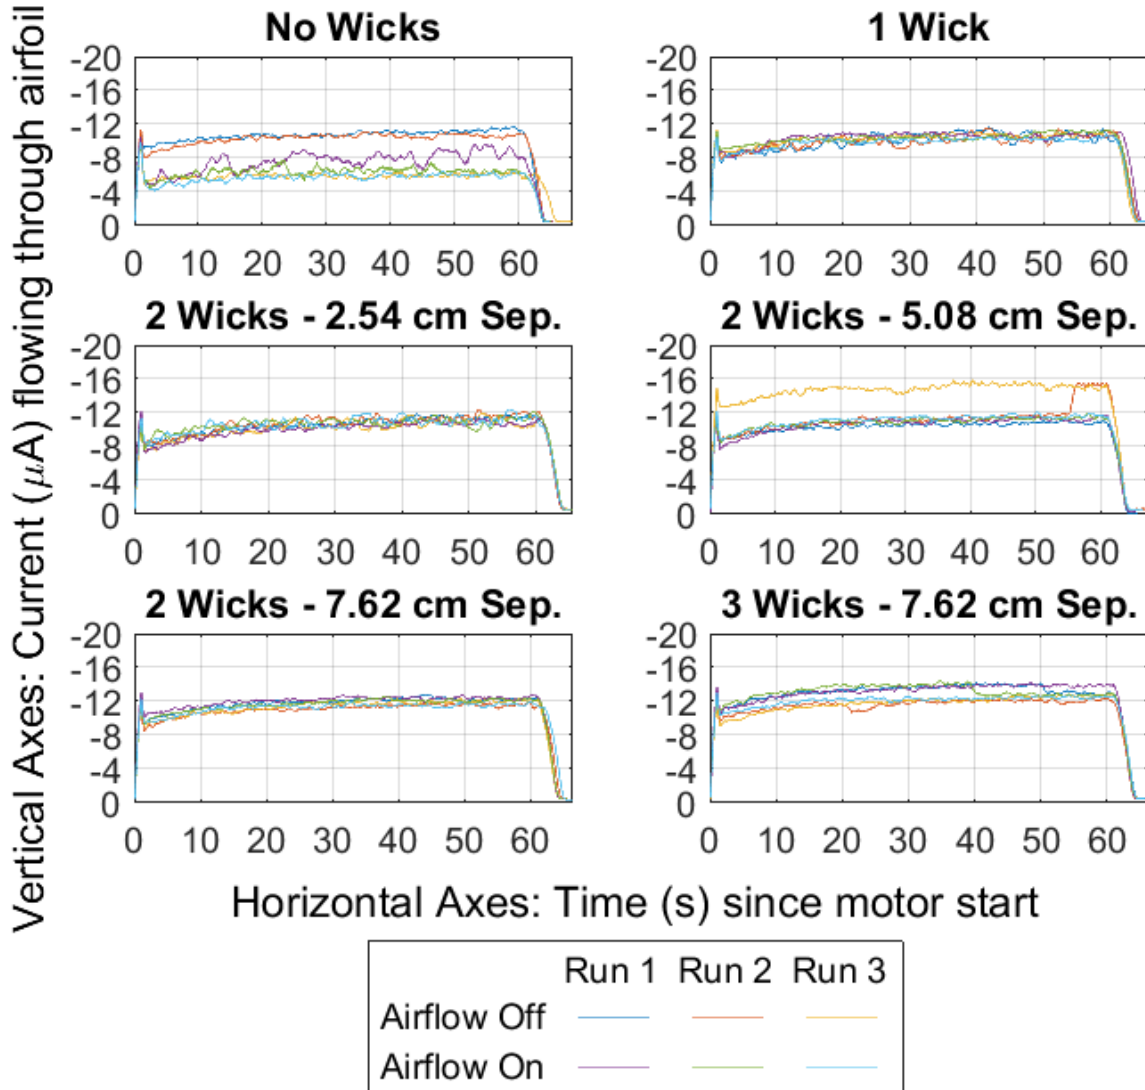 Vertical Axes: Current (μA) flowing through airfoil
No Wicks
-20
-16
-12
-8
-4
0
0 10 20 30 40 50 60
1 Wick
-20
-16
-12
-8
-4
0
0 10 20 30 40 50 60
2 Wicks - 2.54 cm Sep.
-20
-16
-12
-8
-4
0
0 10 20 30 40 50 60
2 Wicks - 5.08 cm Sep.
-20
-16
-12
-8
-4
0
0 10 20 30 40 50 60
2 Wicks - 7.62 cm Sep.
-20
-16
-12
-8
-4
0
0 10 20 30 40 50 60
3 Wicks - 7.62 cm Sep.
-20
-16
-12
-8
-4
0
0 10 20 30 40 50 60
Horizontal Axes: Time (s) since motor start
Run 1 Run 2 Run 3
Airflow Off
Airflow On